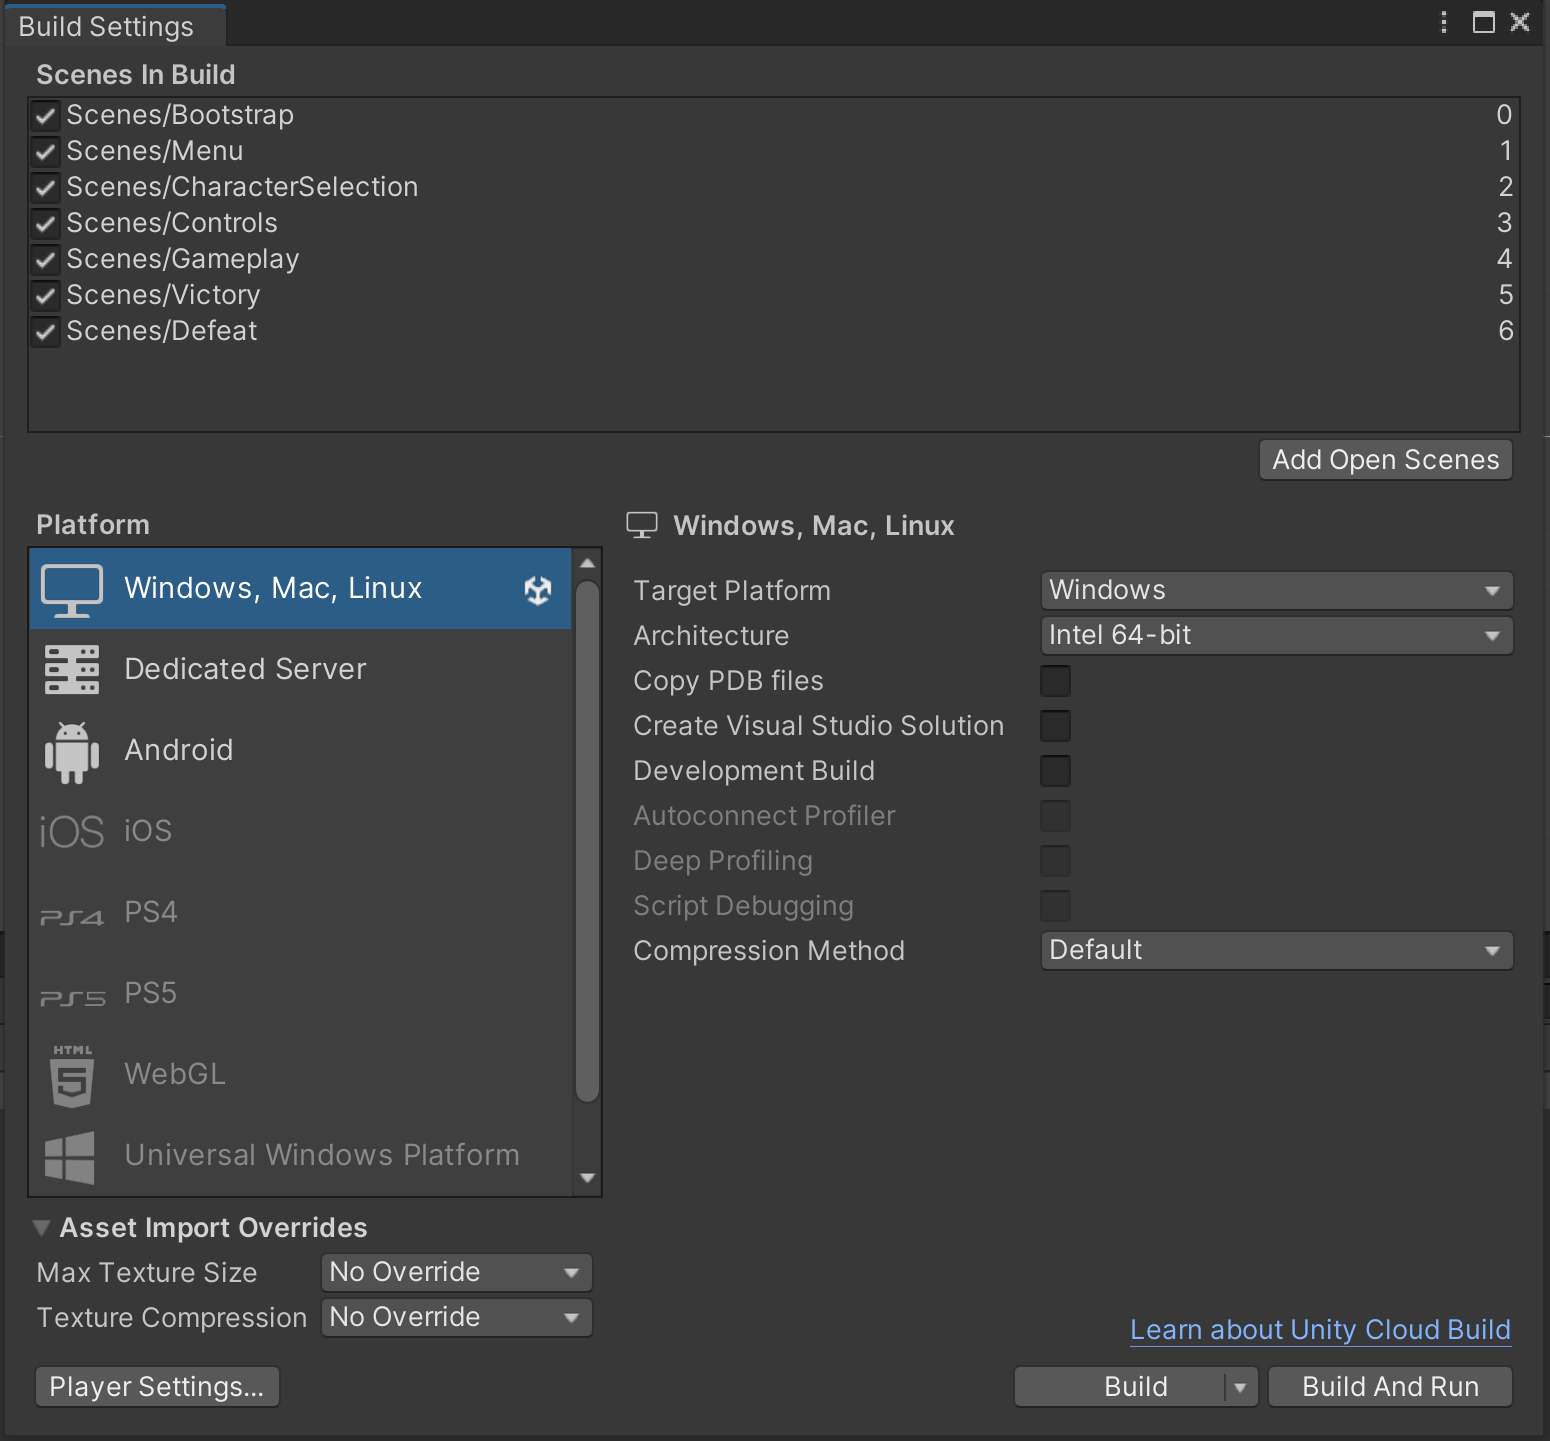 Build Settings
Scenes In Build
Scenes/Bootstrap 0
Scenes/Menu 1
Scenes/CharacterSelection 2
Scenes/Controls 3
Scenes/Gameplay 4
Scenes/Victory 5
Scenes/Defeat 6
Add Open Scenes
Platform
Windows, Mac, Linux
Dedicated Server
Android
iOS iOS
PS4 PS4
PS5 PS5
HTML
5 WebGL
Universal Windows Platform
Windows, Mac, Linux
Target Platform Windows
Architecture Intel 64-bit
Copy PDB files
Create Visual Studio Solution
Development Build
Autoconnect Profiler
Deep Profiling
Script Debugging
Compression Method Default
Asset Import Overrides
Max Texture Size No Override
Texture Compression No Override
Learn about Unity Cloud Build
Player Settings... Build Build And Run